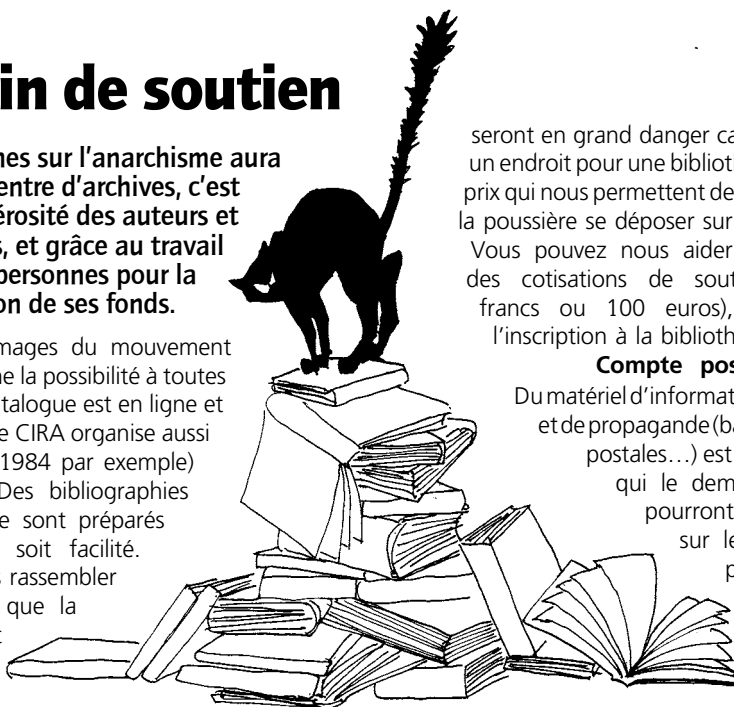 in de soutien
nes sur l'anarchisme aura
entre d'archives, c'est
érosité des auteurs et
s, et grâce au travail
personnes pour la
on de ses fonds.
mages du mouvement
ne la possibilité à toutes
talogue est en ligne et
e CIRA organise aussi
1984 par exemple)
Des bibliographies
e sont préparés
soit facilité.
s rassembler
que la
t
seront en grand danger ca
un endroit pour une bibliot
prix qui nous permettent de
la poussière se déposer sur
Vous pouvez nous aider
des cotisations de sout
francs ou 100 euros),
l'inscription à la biblioth
Compte pos
Du matériel d'informat
et de propagande (ba
postales…) est
qui le dem
pourront
sur le
p